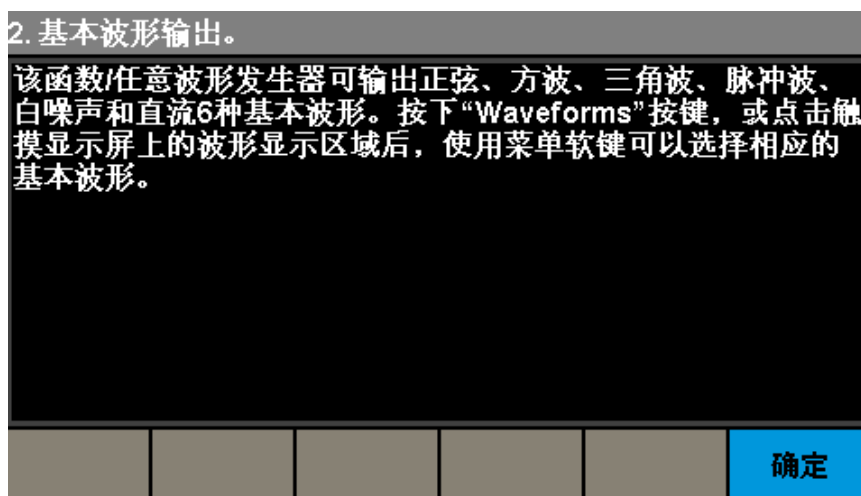 2. 基本波形输出。
该函数/任意波形发生器可输出正弦、方波、三角波、脉冲波、
白噪声和直流6种基本波形。按下“Waveforms”按键，或点击触
摸显示屏上的波形显示区域后，使用菜单软键可以选择相应的
基本波形。
确定